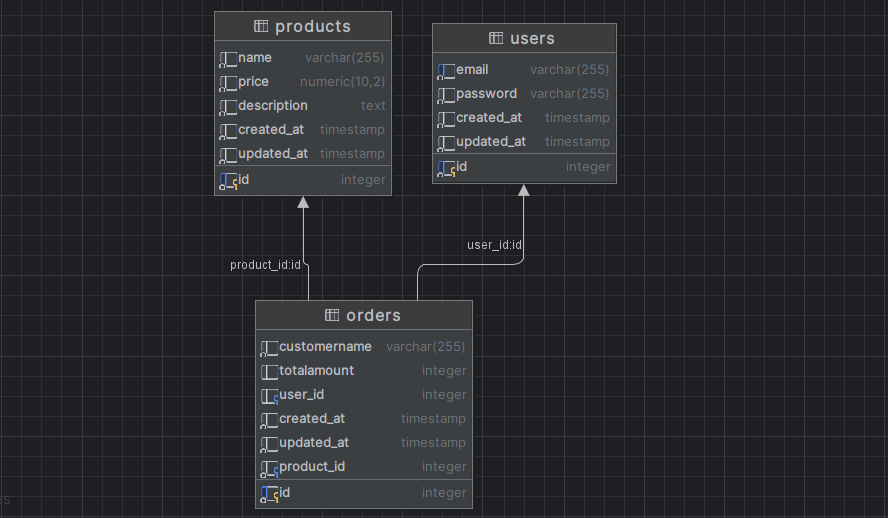 products
name varchar(255)
price numeric(10,2)
description text
created_at timestamp
updated_at timestamp
id integer
users
email varchar(255)
password varchar(255)
created_at timestamp
updated_at timestamp
id integer
product_id:id
user_id:id
orders
customername varchar(255)
totalamount integer
user_id integer
created_at timestamp
updated_at timestamp
product_id integer
id integer